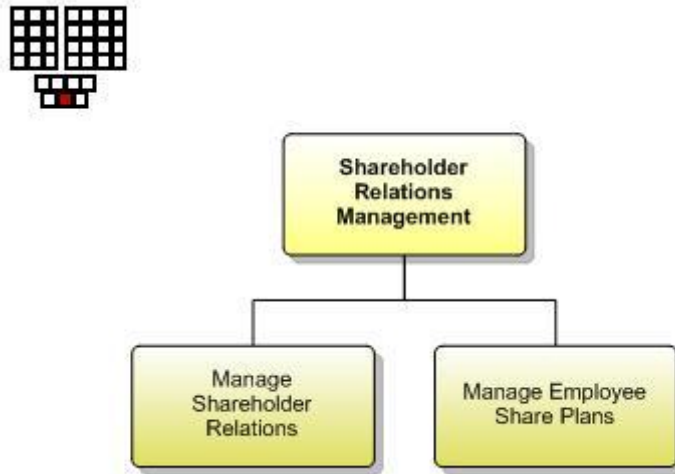 Shareholder
Relations
Management
Manage
Shareholder
Relations
Manage Employee
Share Plans